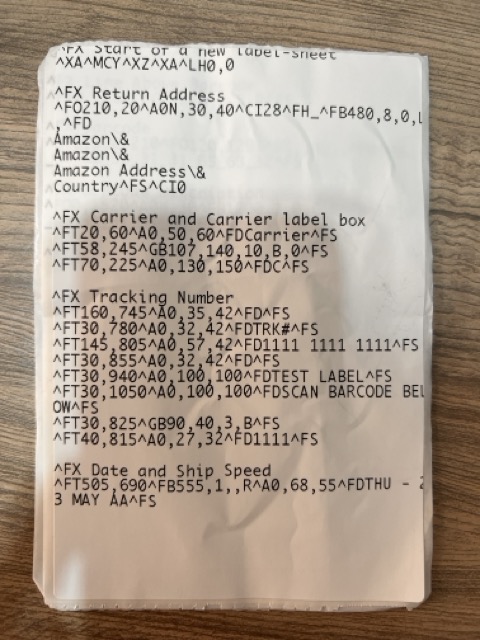 ^FX Start of a new label-sheet
^XA^MCY^XZ^XA^LH0,0
^FX Return Address
^FO210,20^A0N,30,40^CI28^FH_^FB480,8,0,L
,^FD
Amazon\&
Amazon\&
Amazon Address\&
Country^FS^CI0
^FX Carrier and Carrier label box
^FT20,60^A0,50,60^FDCarrier^FS
^FT58,245^GB107,140,10,B,0^FS
^FT70,225^A0,130,150^FDC^FS
^FX Tracking Number
^FT160,745^A0,35,42^FD^FS
^FT30,780^A0,32,42^FDTRK#^FS
^FT145,805^A0,57,42^FD1111 1111 1111^FS
^FT30,855^A0,32,42^FD^FS
^FT30,940^A0,100,100^FDTEST LABEL^FS
^FT30,1050^A0,100,100^FDSCAN BARCODE BEL
OW^FS
^FT30,825^GB90,40,3,B^FS
^FT40,815^A0,27,32^FD1111^FS
^FX Date and Ship Speed
^FT505,690^FB555,1,,R^A0,68,55^FDTHU - 2
3 MAY AA^FS